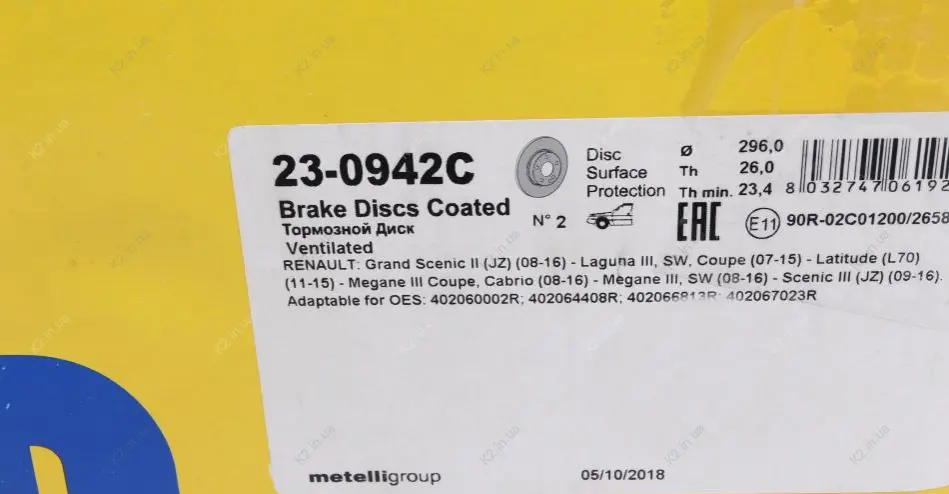 23-0942C
Brake Discs Coated
Тормозной Диск
Ventilated
Disc
Surface
Protection
Ø 296,0
Th 26,0
Th min. 23,4
8 032747 06192
N° 2
EAC
E11 90R-02C01200/2658
RENAULT: Grand Scenic II (JZ) (08-16) - Laguna III, SW, Coupe (07-15) - Latitude (L70)
(11-15) - Megane III Coupe, Cabrio (08-16) - Megane III, SW (08-16) - Scenic III (JZ) (09-16).
Adaptable for OES: 402060002R; 402064408R; 402066813R; 402067023R
metelligroup
05/10/2018
K2.in.ua